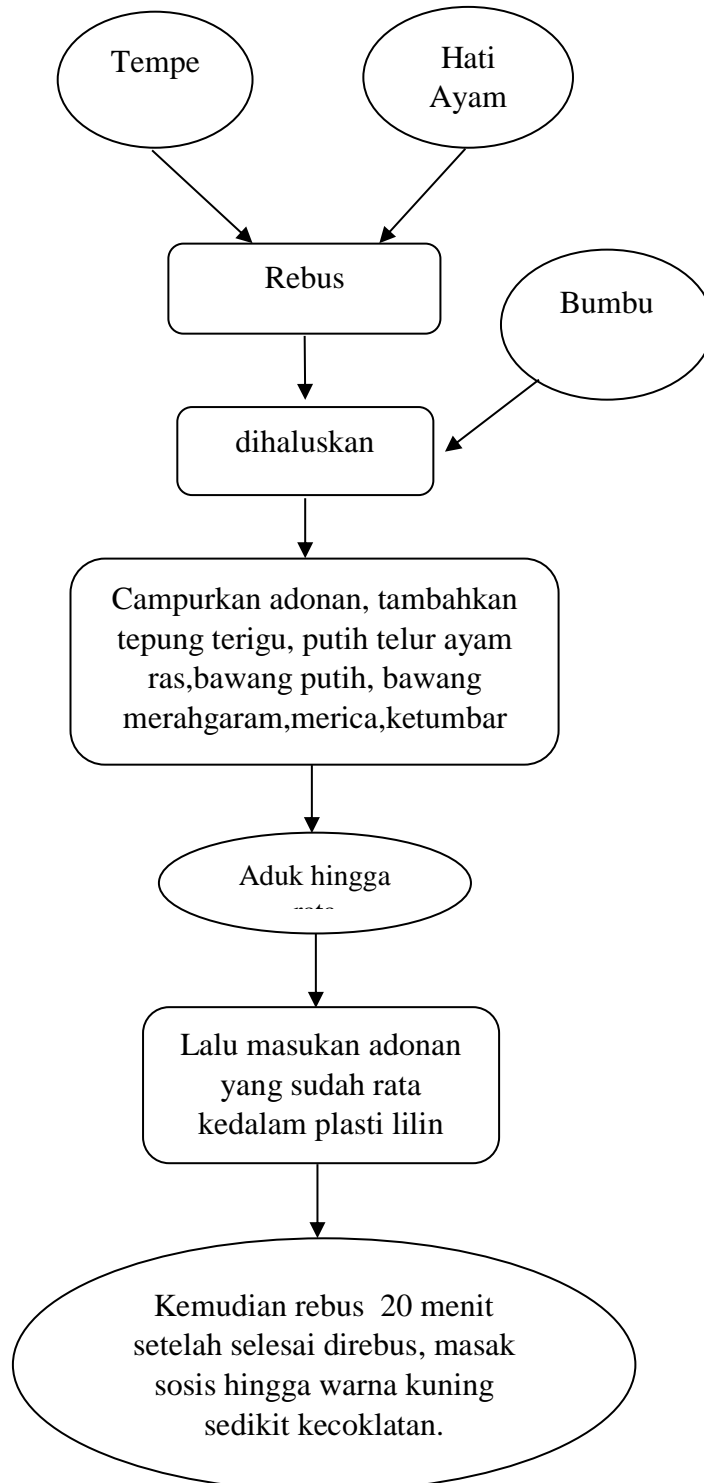 Tempe
Hati
Ayam
Rebus
Bumbu
dihaluskan
Campurkan adonan, tambahkan
tepung terigu, putih telur ayam
ras,bawang putih, bawang
merahgaram,merica,ketumbar
Aduk hingga
Lalu masukan adonan
yang sudah rata
kedalam plasti lilin
Kemudian rebus  20 menit
setelah selesai direbus, masak
sosis hingga warna kuning
sedikit kecoklatan.